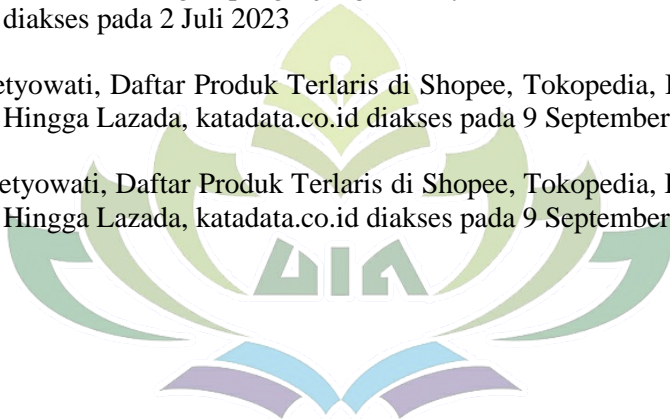 diakses pada 2 Juli 2023
etyowati, Daftar Produk Terlaris di Shopee, Tokopedia,
Hingga Lazada, katadata.co.id diakses pada 9 September
etyowati, Daftar Produk Terlaris di Shopee, Tokopedia,
Hingga Lazada, katadata.co.id diakses pada 9 September
UIN